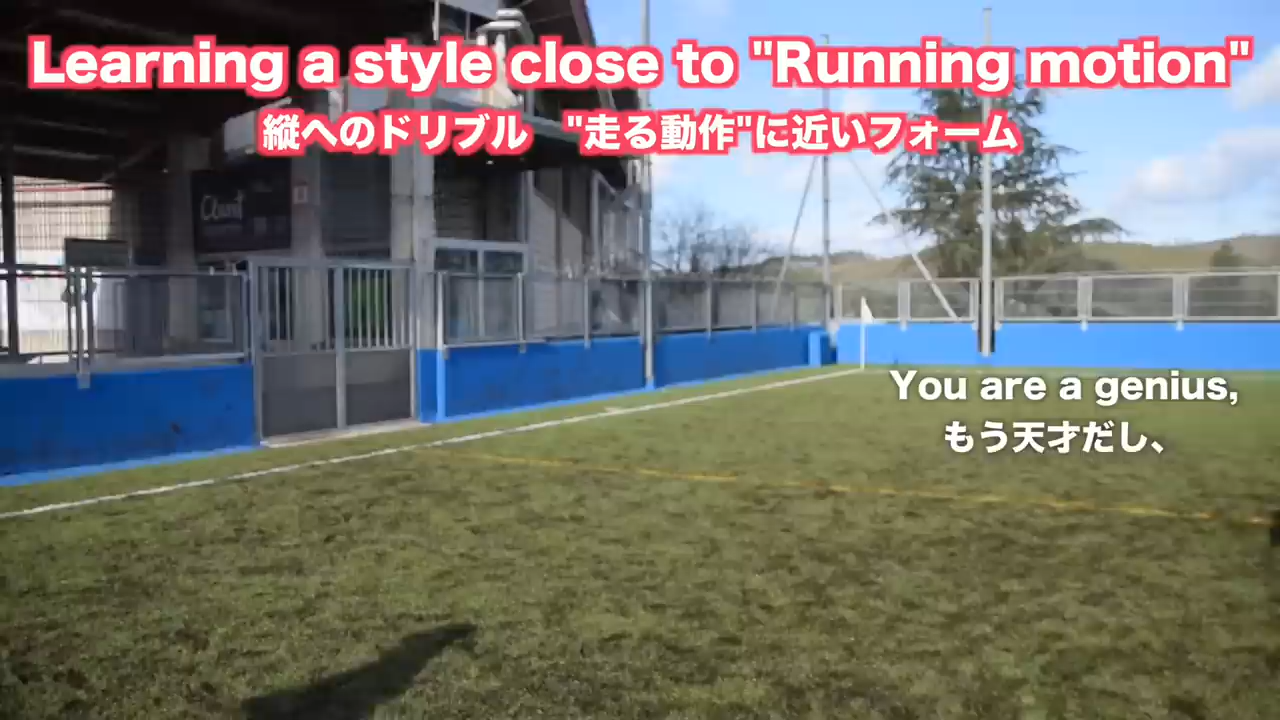 Learning a style close to "Running motion"
縦へのドリブル　"走る動作"に近いフォーム
You are a genius,
もう天才だし、